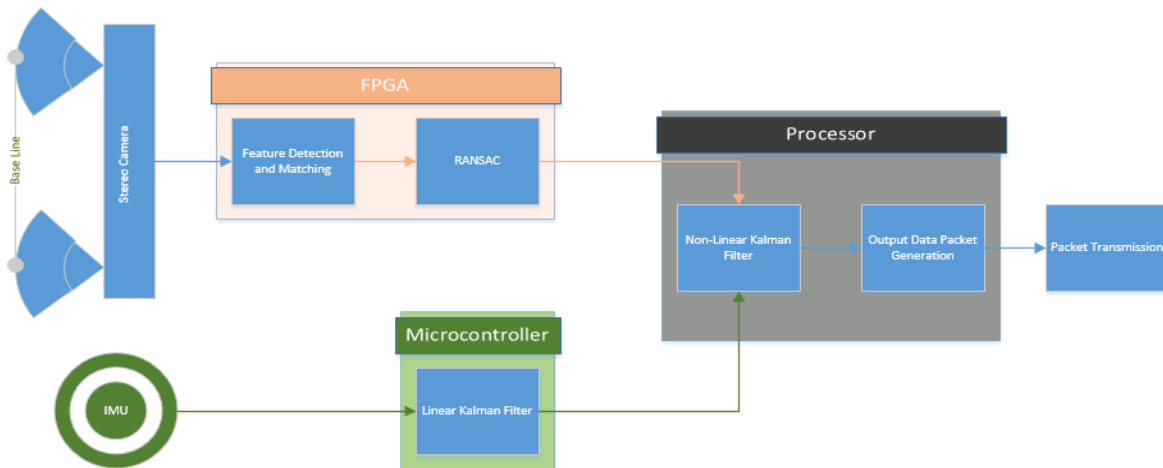 Base Line
Stereo Camera
FPGA
Feature Detection
and Matching
RANSAC
Processor
Non-Linear Kalman
Filter
Output Data Packet
Generation
Packet Transmission
Microcontroller
IMU
Linear Kalman Filter